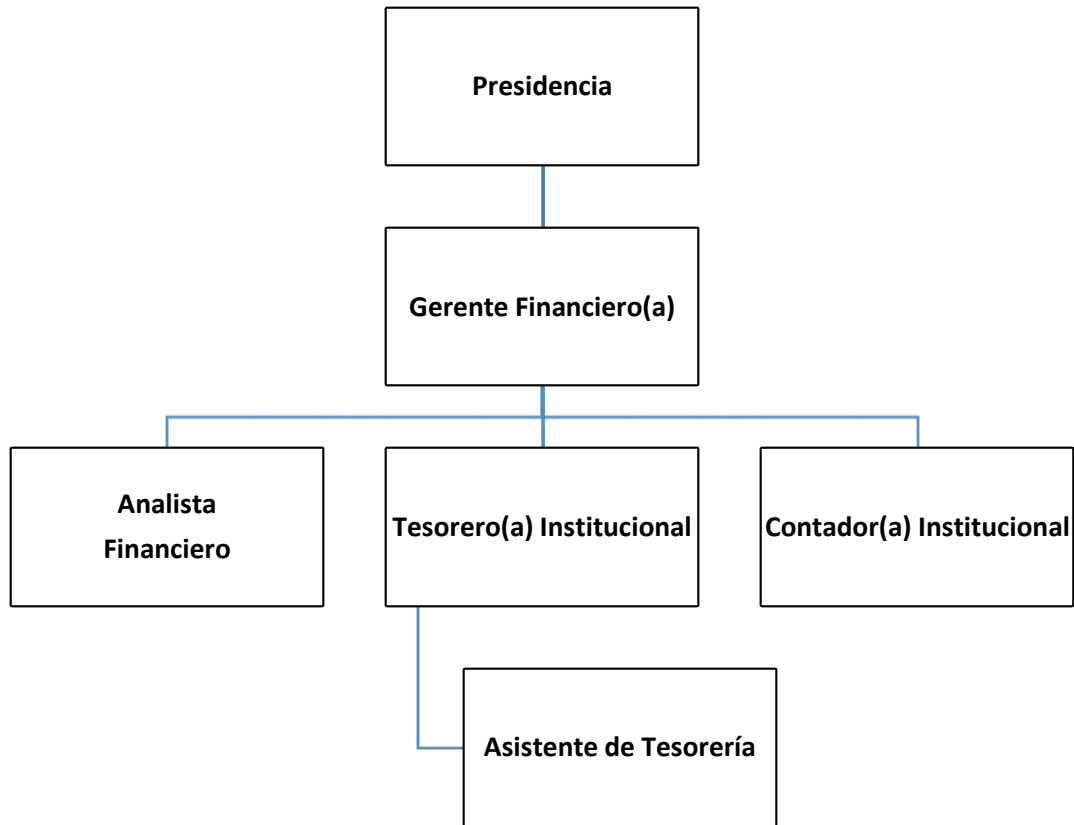 Presidencia
Gerente Financiero(a)
Analista
Financiero
Tesorero(a) Institucional
Contador(a) Institucional
Asistente de Tesorería